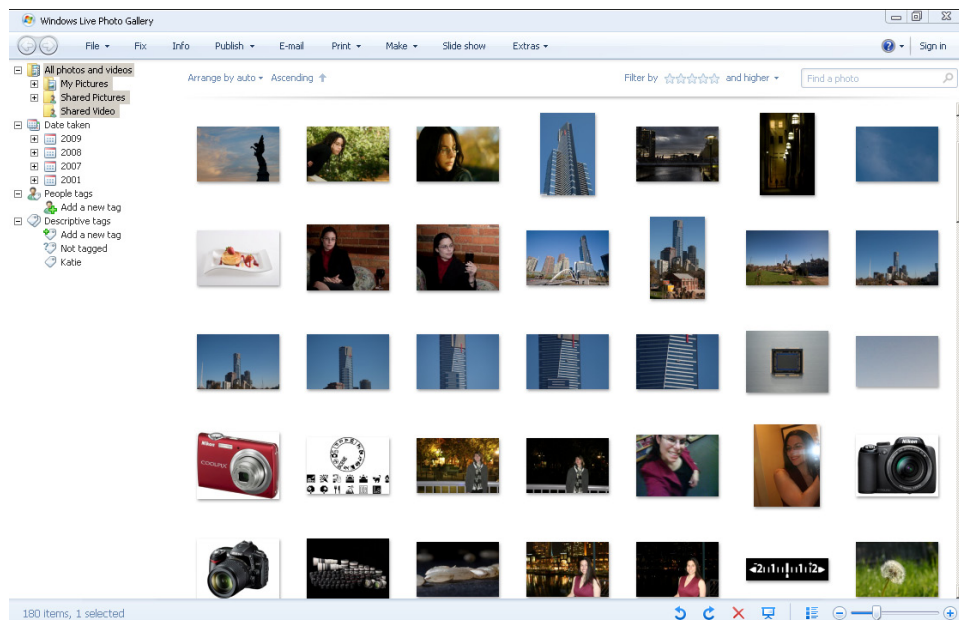 Windows Live Photo Gallery
File Fix Info Publish E-mail Print Make Slide show Extras Sign in
All photos and videos
My Pictures
Shared Pictures
Shared Video
Date taken
2009
2008
2007
2001
People tags
Add a new tag
Descriptive tags
Add a new tag
Not tagged
Katie
Arrange by auto Ascending Filter by and higher Find a photo
Nikon
COOLPIX
Nikon
180 items, 1 selected